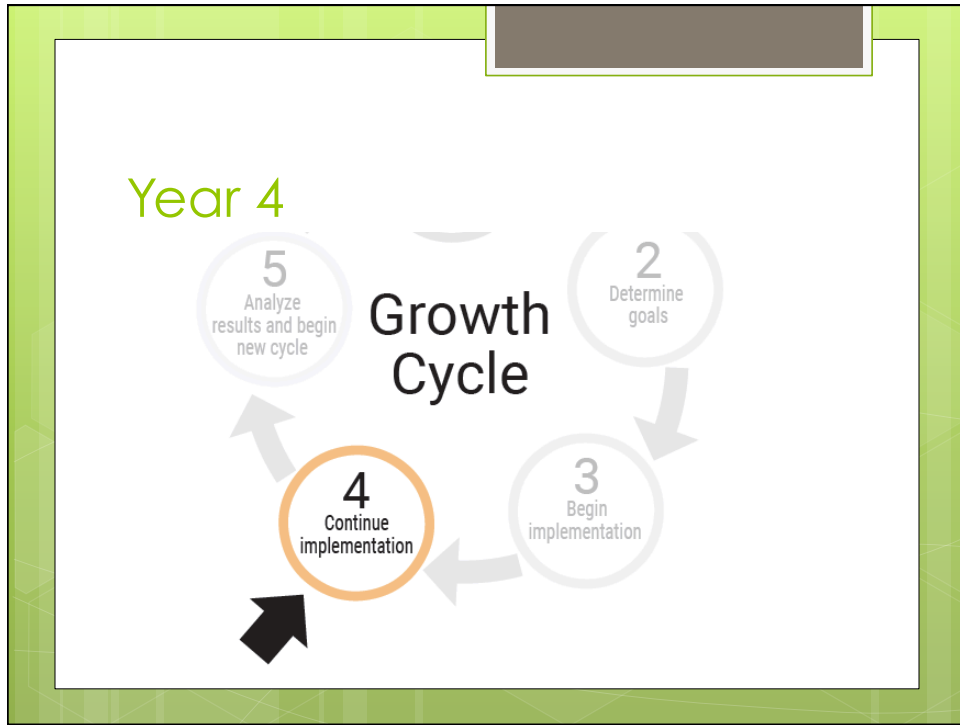 Year 4
5
Analyze
results and begin
new cycle
Growth
Cycle
2
Determine
goals
4
Continue
implementation
3
Begin
implementation